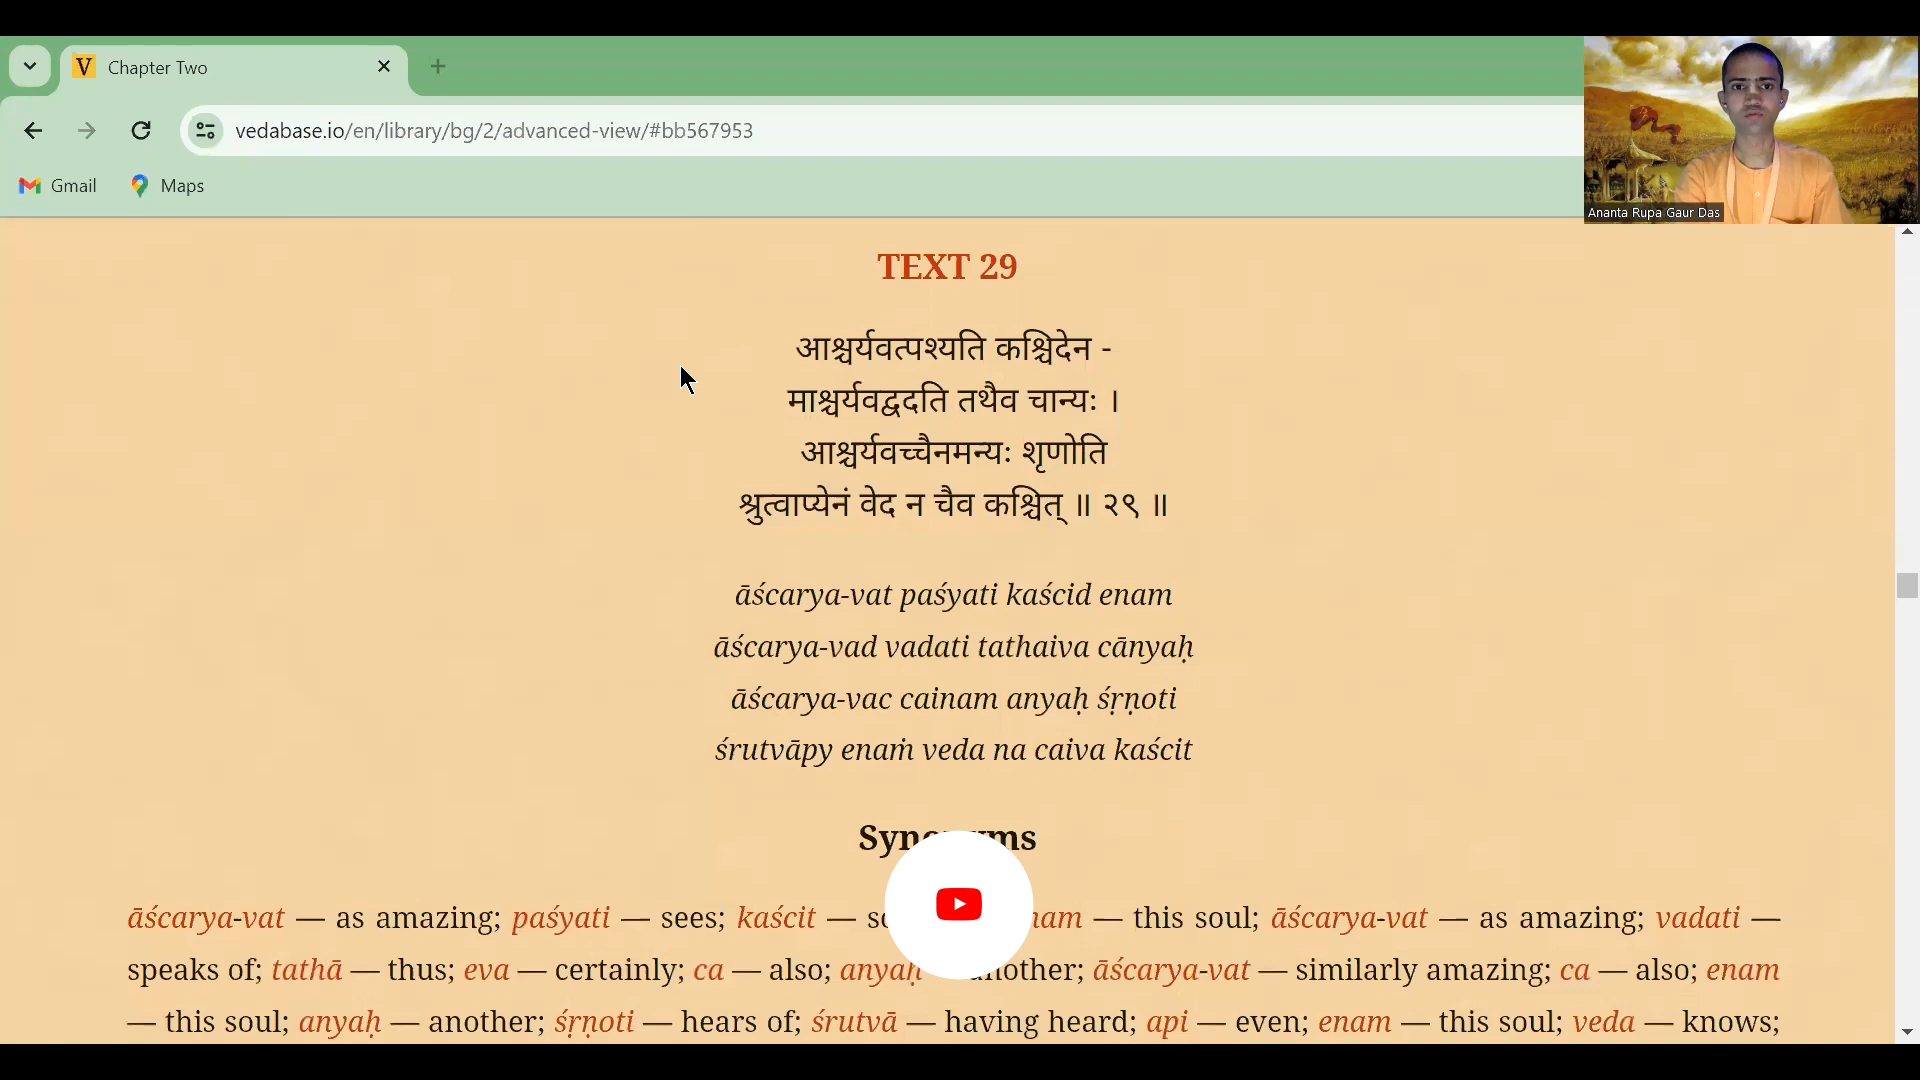 Chapter Two
vedabase.io/en/library/bg/2/advanced-view/#bb567953
Gmail
Maps
Ananta Rupa Gaur Das
TEXT 29
आश्चर्यवत्पश्यति कश्चिदेन -
माश्चर्यवद्वदति तथैव चान्यः ।
आश्चर्यवच्चैनमन्यः श‍ृणोति
श्रुत्वाप्येनं वेद न चैव कश्चित् ॥ २९ ॥
āścarya-vat paśyati kaścid enam
āścarya-vad vadati tathaiva cānyaḥ
āścarya-vac cainam anyaḥ śṛṇoti
śrutvāpy enaṁ veda na caiva kaścit
āścarya-vat — as amazing; paśyati — sees; kaścit — — this soul; āścarya-vat — as amazing; vadati —
speaks of; tathā — thus; eva — certainly; ca — also; anyaḥ another; āścarya-vat — similarly amazing; ca — also; enam
— this soul; anyaḥ — another; śṛṇoti — hears of; śrutvā — having heard; api — even; enam — this soul; veda — knows;